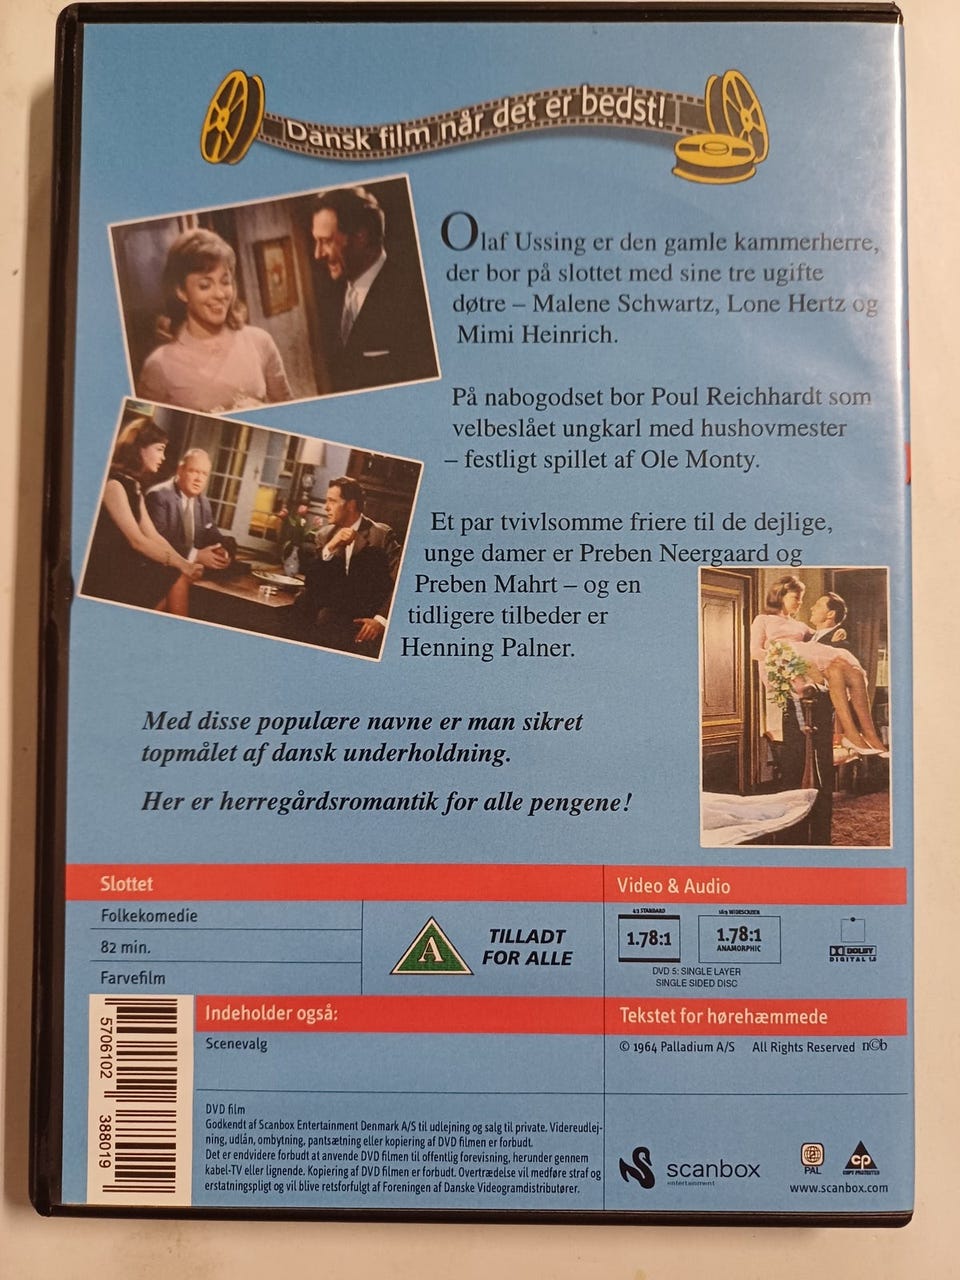 Dansk film når det er bedst!
Olaf Ussing er den gamle kammerherre,
der bor på slottet med sine tre ugifte
døtre – Malene Schwartz, Lone Hertz og
Mimi Heinrich.
På nabogodset bor Poul Reichhardt som
velbeslået ungkarl med hushovmester
– festligt spillet af Ole Monty.
Et par tvivlsomme friere til de dejlige,
unge damer er Preben Neergaard og
Preben Mahrt – og en
tidligere tilbeder er
Henning Palner.
Med disse populære navne er man sikret
topmålet af dansk underholdning.
Her er herregårdsromantik for alle pengene!
Slottet
Folkekomedie
82 min.
Farvefilm
A
TILLADT
FOR ALLE
Video & Audio
4:3 STANDARD
1.78:1
16:9 WIDESCREEN
1.78:1
ANAMORPHIC
DOLBY
DIGITAL 1.0
DVD 5: SINGLE LAYER
SINGLE SIDED DISC
Indeholder også:
Scenevalg
Tekstet for hørehæmmede
© 1964 Palladium A/S All Rights Reserved n©b
5706102 388019
DVD film
Godkendt af Scanbox Entertainment Denmark A/S til udlejning og salg til private. Videreudlej-
ning, udlån, ombytning, pantsætning eller kopiering af DVD filmen er forbudt.
Det er endvidere forbudt at anvende DVD filmen til offentlig forevisning, herunder gennem
kabel-TV eller lignende. Kopiering af DVD filmen er forbudt. Overtrædelse vil medføre straf og
erstatningspligt og vil blive retsforfulgt af Foreningen af Danske Videogramdistributører.
scanbox
entertainment
2
PAL
CP
COPY PROTECTED
www.scanbox.com